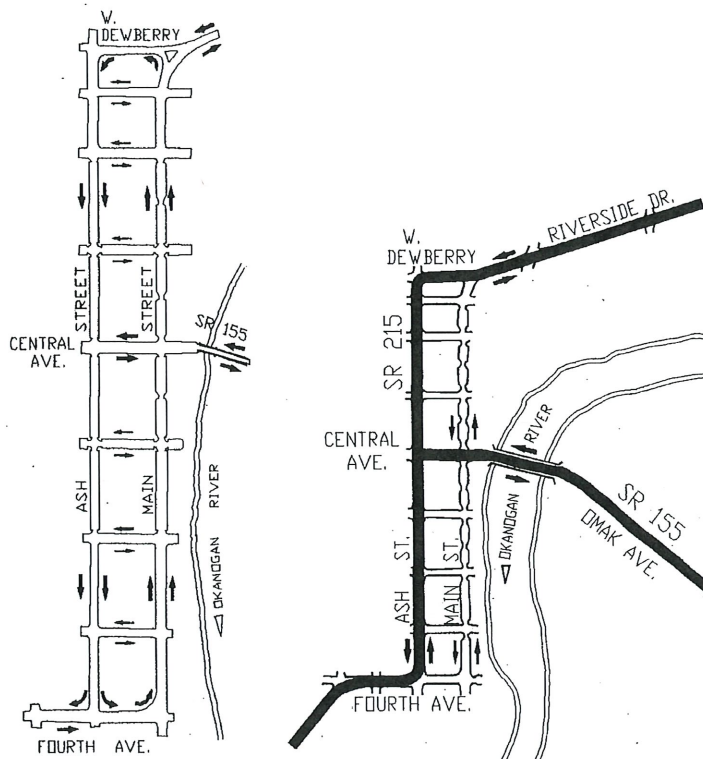 W.
DEWBERRY
STREET
STREET
SR 155
CENTRAL
AVE.
ASH
MAIN
RIVER
OKANOGAN
FOURTH AVE.
RIVERSIDE DR.
W.
DEWBERRY
SR 215
CENTRAL
AVE.
RIVER
OKANOGAN
SR 155
OMAK AVE.
ST.
ST.
ASH
MAIN
FOURTH AVE.